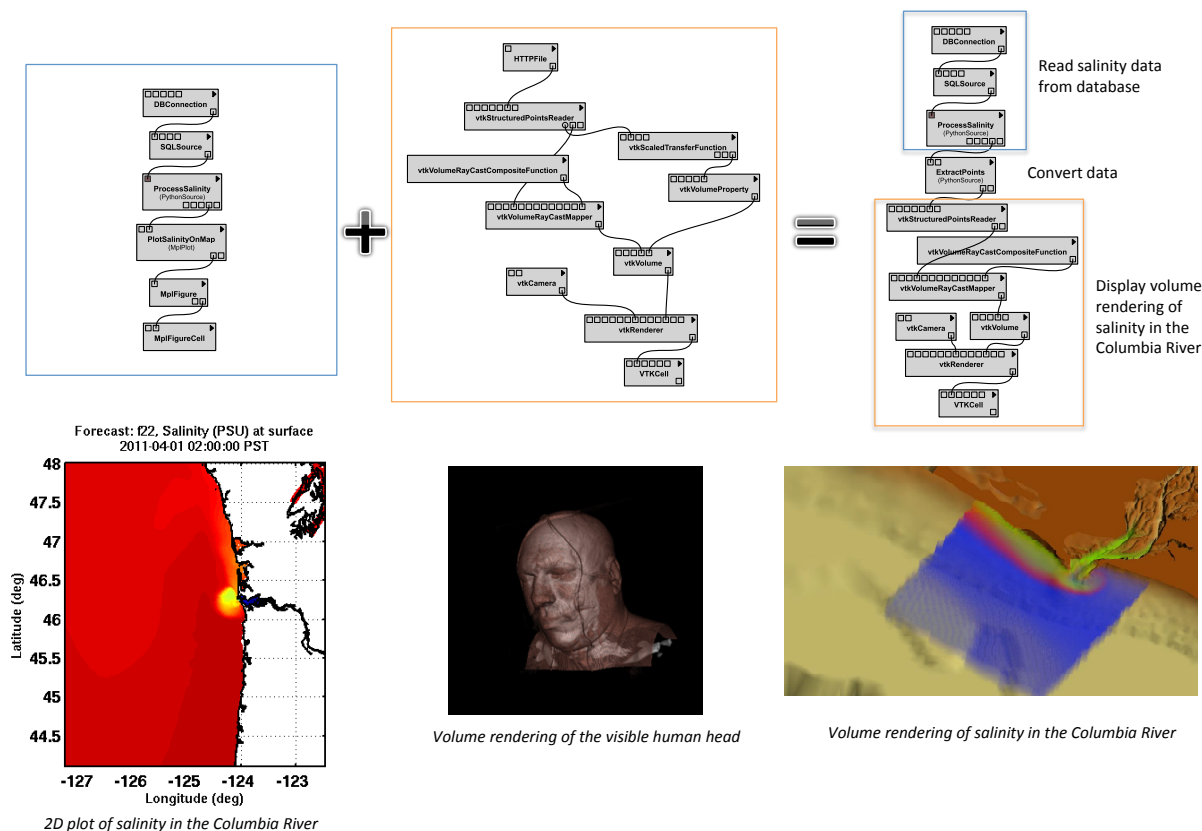 DBConnection
SQLSource
ProcessSalinity
(PythonSource)
PlotSalinityOnMap
(MplPlot)
MplFigure
MplFigureCell
HTTPFile
vtkStructuredPointsReader
vtkScaledTransferFunction
vtkVolumeRayCastCompositeFunction
vtkVolumeProperty
vtkVolumeRayCastMapper
vtkVolume
vtkCamera
vtkRenderer
VTKCell
DBConnection
SQLSource
ProcessSalinity
(PythonSource)
ExtractPoints
(PythonSource)
vtkStructuredPointsReader
vtkVolumeRayCastCompositeFunction
vtkVolumeRayCastMapper
vtkCamera
vtkVolume
vtkRenderer
VTKCell
Read salinity data
from database
Convert data
Display volume
rendering of
salinity in the
Columbia River
Forecast: f22, Salinity (PSU) at surface
2011-04-01 02:00:00 PST
48
47.5
47
46.5
46
45.5
45
44.5
Latitude (deg)
-127 -126 -125 -124 -123
Longitude (deg)
2D plot of salinity in the Columbia River
Volume rendering of the visible human head
Volume rendering of salinity in the Columbia River